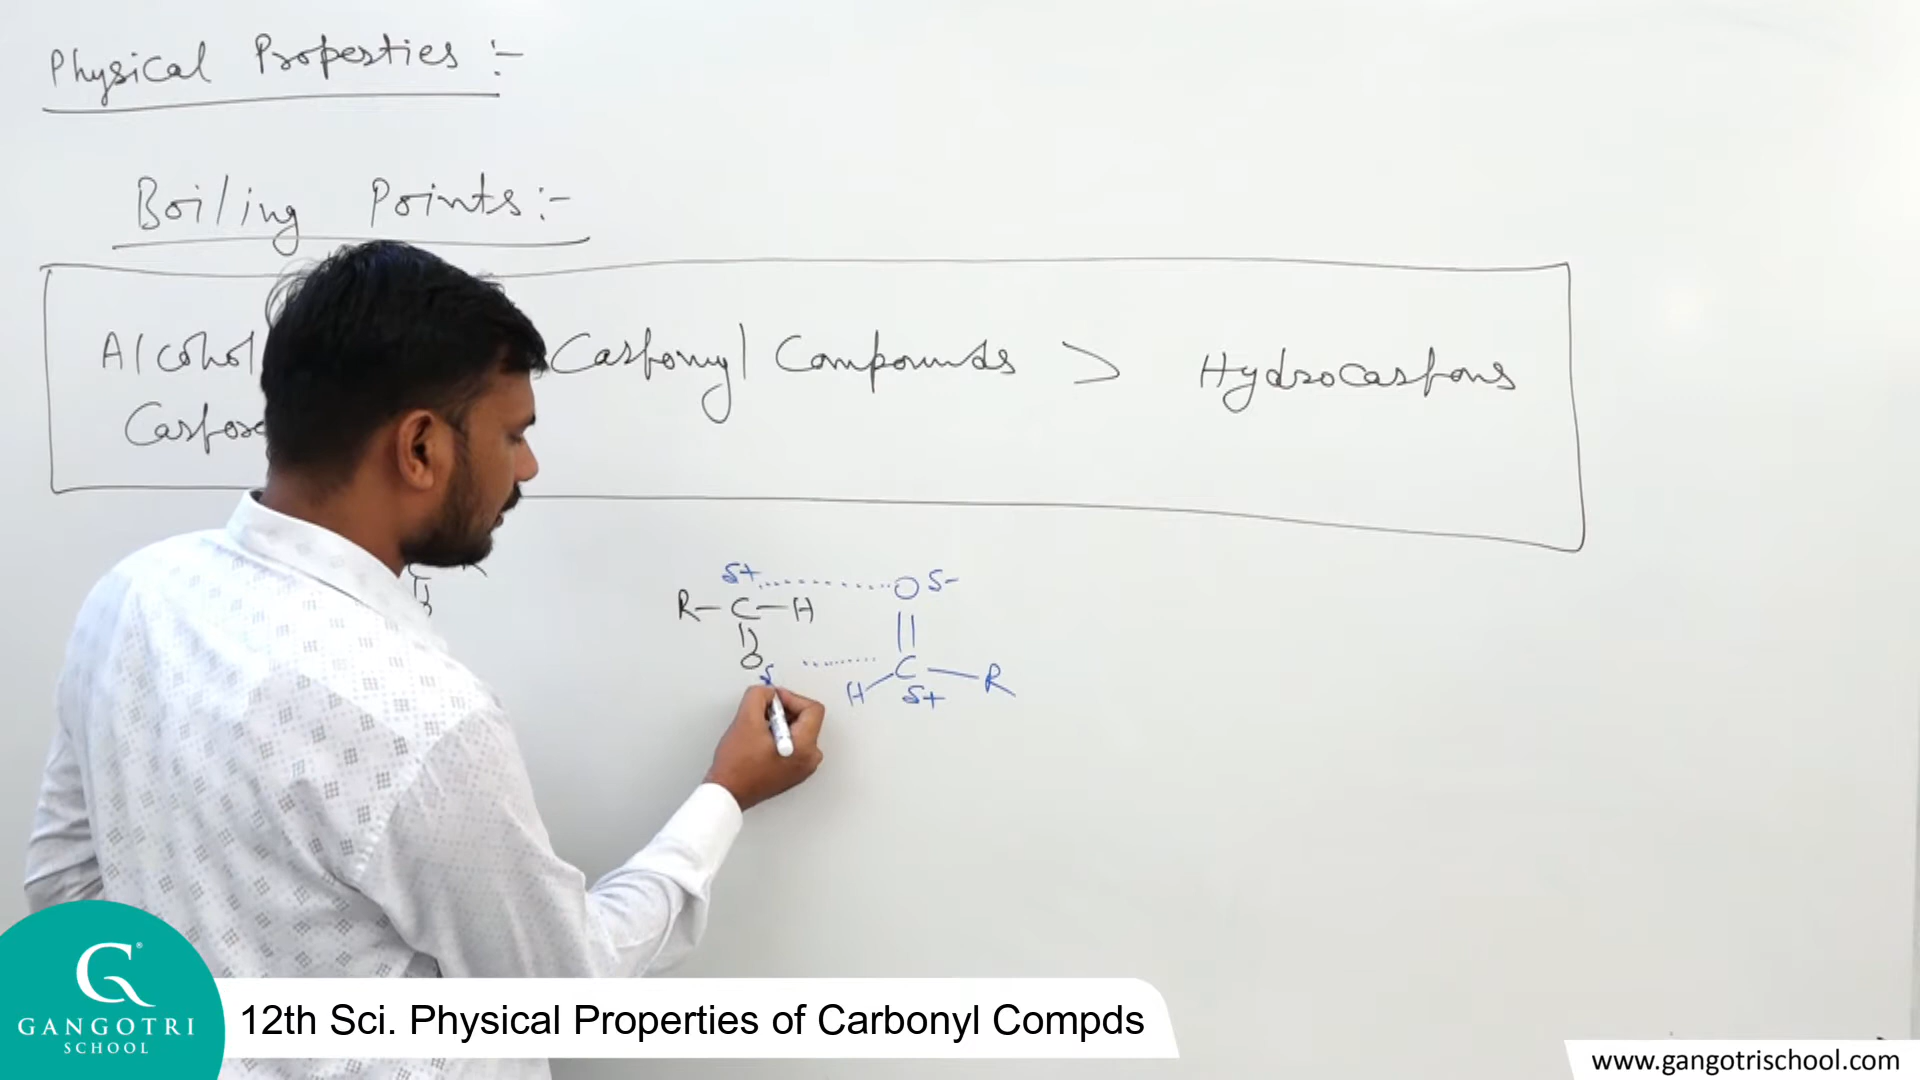 Physical Properties :-
Boiling Points :-
Alcohol Carbonyl Compounds > Hydrocarbons
δ+ O δ-
R-C-H
O C R
δ H δ+
GANGOTRI
SCHOOL
12th Sci. Physical Properties of Carbonyl Compds
www.gangotrischool.com